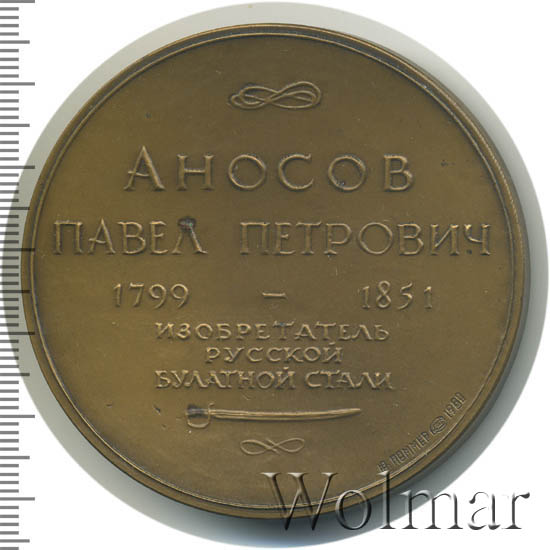 АНОСОВ
ПАВЕЛ ПЕТРОВИЧ
1799 – 1851
ИЗОБРЕТАТЕЛЬ
РУССКОЙ
БУЛАТНОЙ СТАЛИ
Wolmar